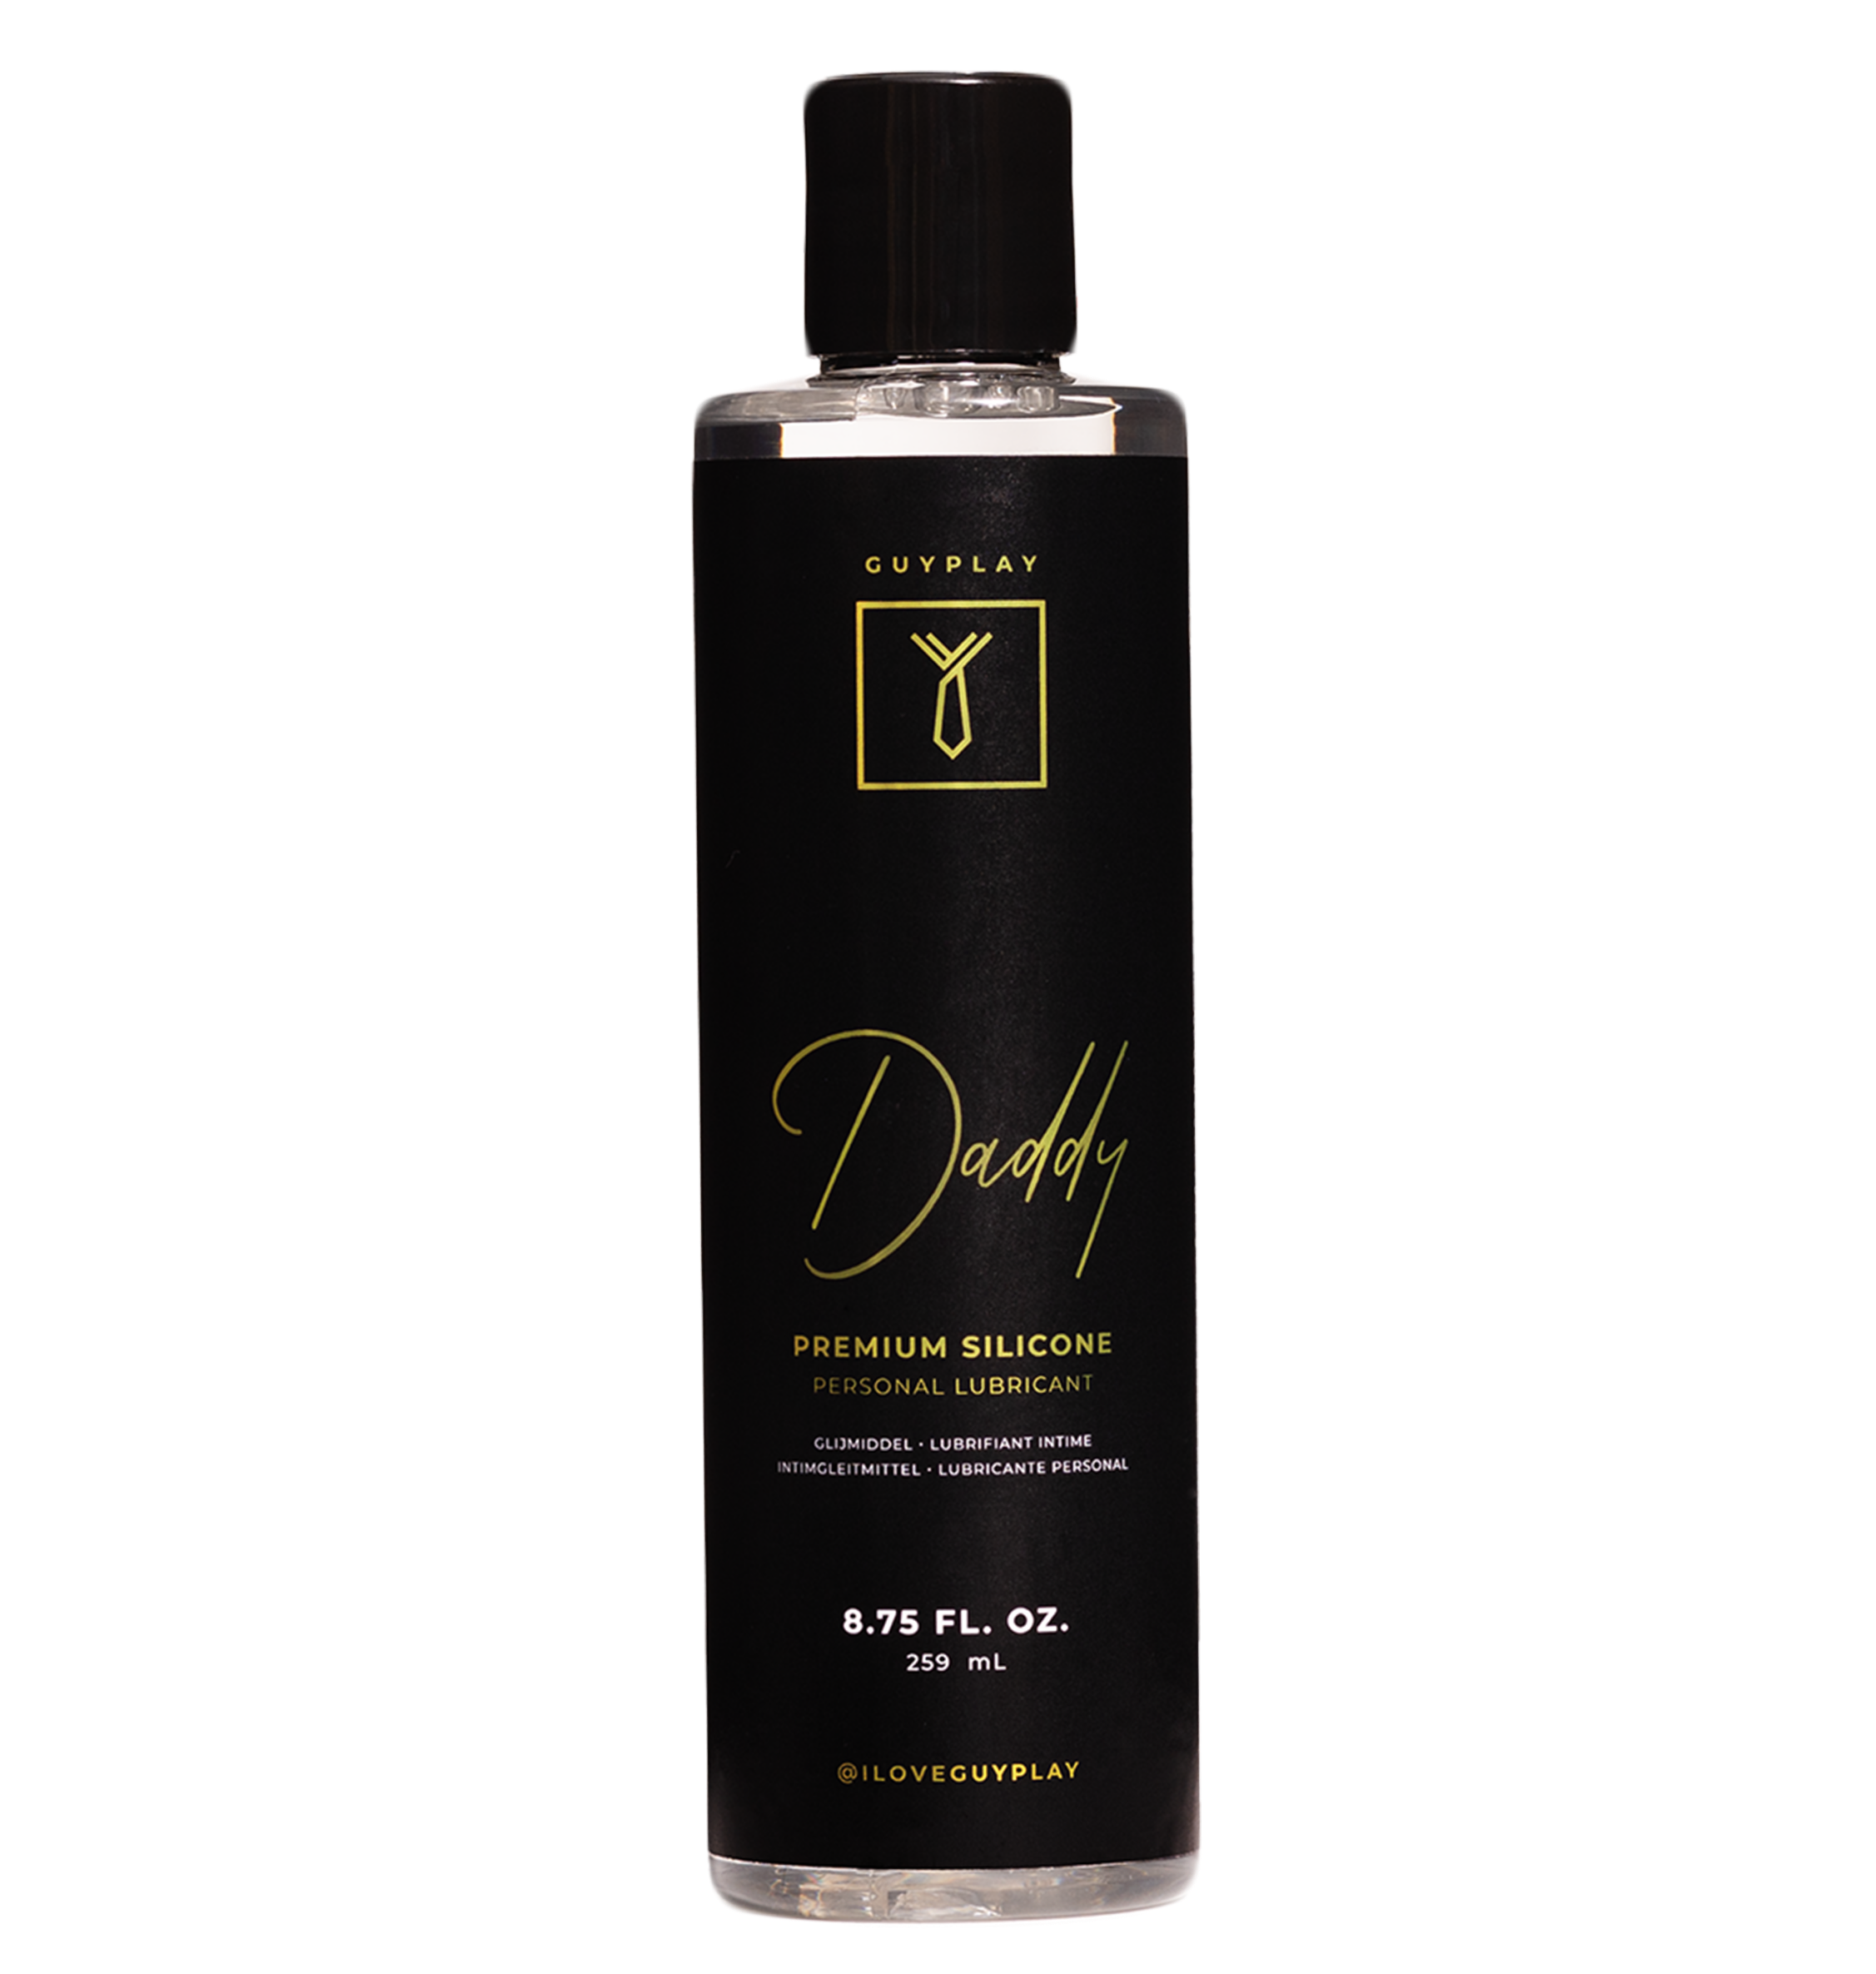 GUYPLAY
Daddy
PREMIUM SILICONE
PERSONAL LUBRICANT
GLIJMIDDEL · LUBRIFIANT INTIME
INTIMGLEITMITTEL · LUBRICANTE PERSONAL
8.75 FL. OZ.
259 mL
@ILOVEGUYPLAY